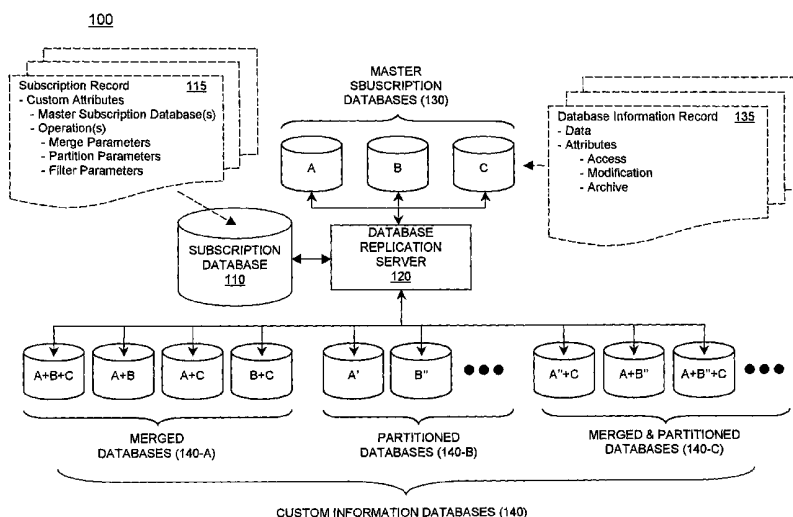 100
Subscription Record 115
- Custom Attributes
- Master Subscription Database(s)
- Operation(s)
- Merge Parameters
- Partition Parameters
- Filter Parameters
MASTER
SBUSCRIPTION
DATABASES (130)
A
B
C
Database Information Record 135
- Data
- Attributes
- Access
- Modification
- Archive
SUBSCRIPTION
DATABASE
110
DATABASE
REPLICATION
SERVER
120
A+B+C
A+B
A+C
B+C
A'
B"
A"+C
A+B"
A+B"+C
MERGED
DATABASES (140-A)
PARTITIONED
DATABASES (140-B)
MERGED & PARTITIONED
DATABASES (140-C)
CUSTOM INFORMATION DATABASES (140)